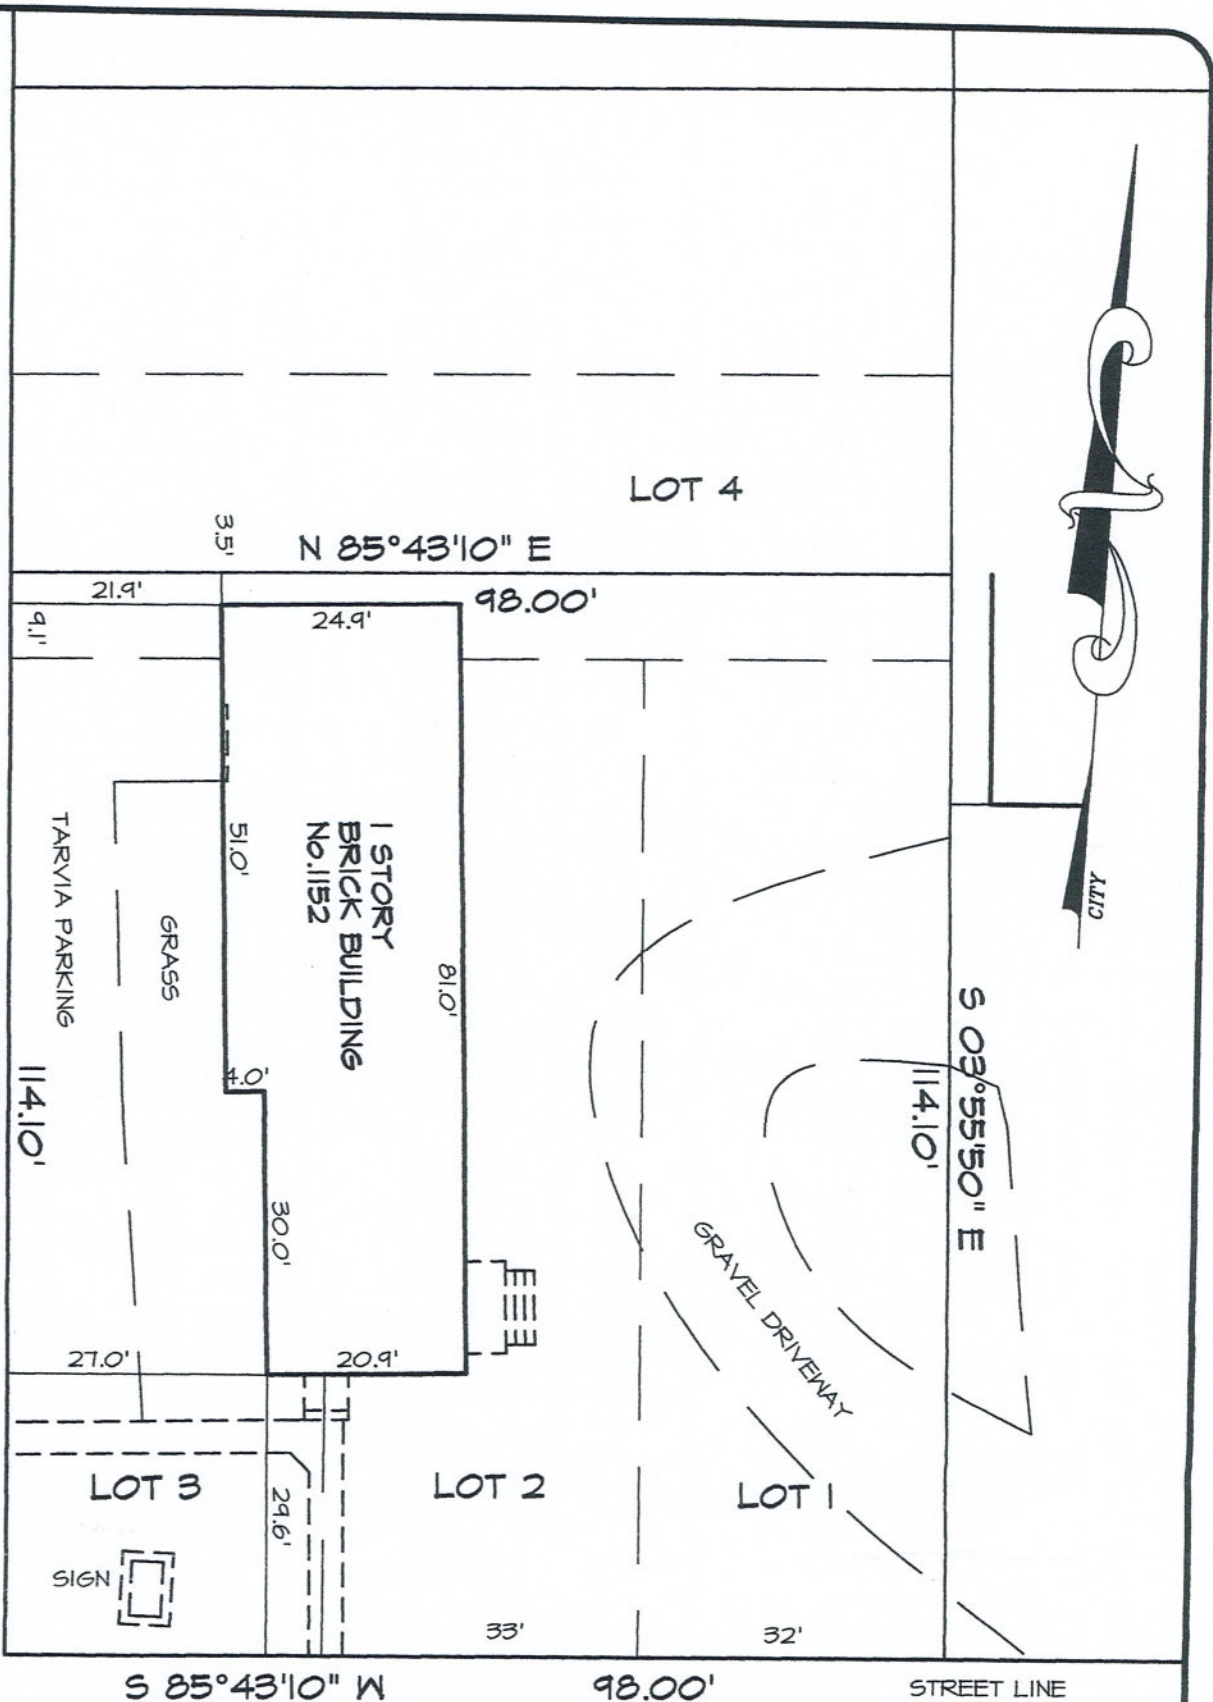 LOT 4
3.5'
N 85°43'10" E
98.00'
21.9'
24.9'
9.1'
CITY
1 STORY
BRICK BUILDING
No.1152
51.0'
81.0'
TARVIA PARKING
GRASS
S 03°55'50" E
114.10'
114.10'
4.0'
30.0'
GRAVEL DRIVEWAY
27.0'
20.9'
LOT 3
LOT 2
LOT 1
29.6'
SIGN
33'
32'
S 85°43'10" W
98.00'
STREET LINE